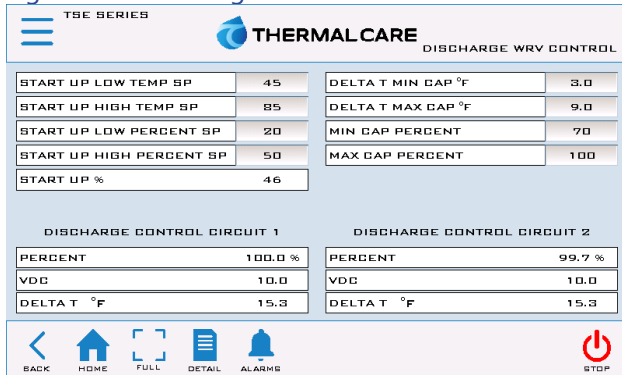 TSE SERIES
THERMALCARE
DISCHARGE WRV CONTROL
START UP LOW TEMP SP 45
START UP HIGH TEMP SP 85
START UP LOW PERCENT SP 20
START UP HIGH PERCENT SP 50
START UP % 46
DELTA T MIN CAP °F 3.0
DELTA T MAX CAP °F 9.0
MIN CAP PERCENT 70
MAX CAP PERCENT 100
DISCHARGE CONTROL CIRCUIT 1
PERCENT 100.0 %
VDC 10.0
DELTA T °F 15.3
DISCHARGE CONTROL CIRCUIT 2
PERCENT 99.7 %
VDC 10.0
DELTA T °F 15.3
BACK HOME FULL DETAIL ALARMS STOP